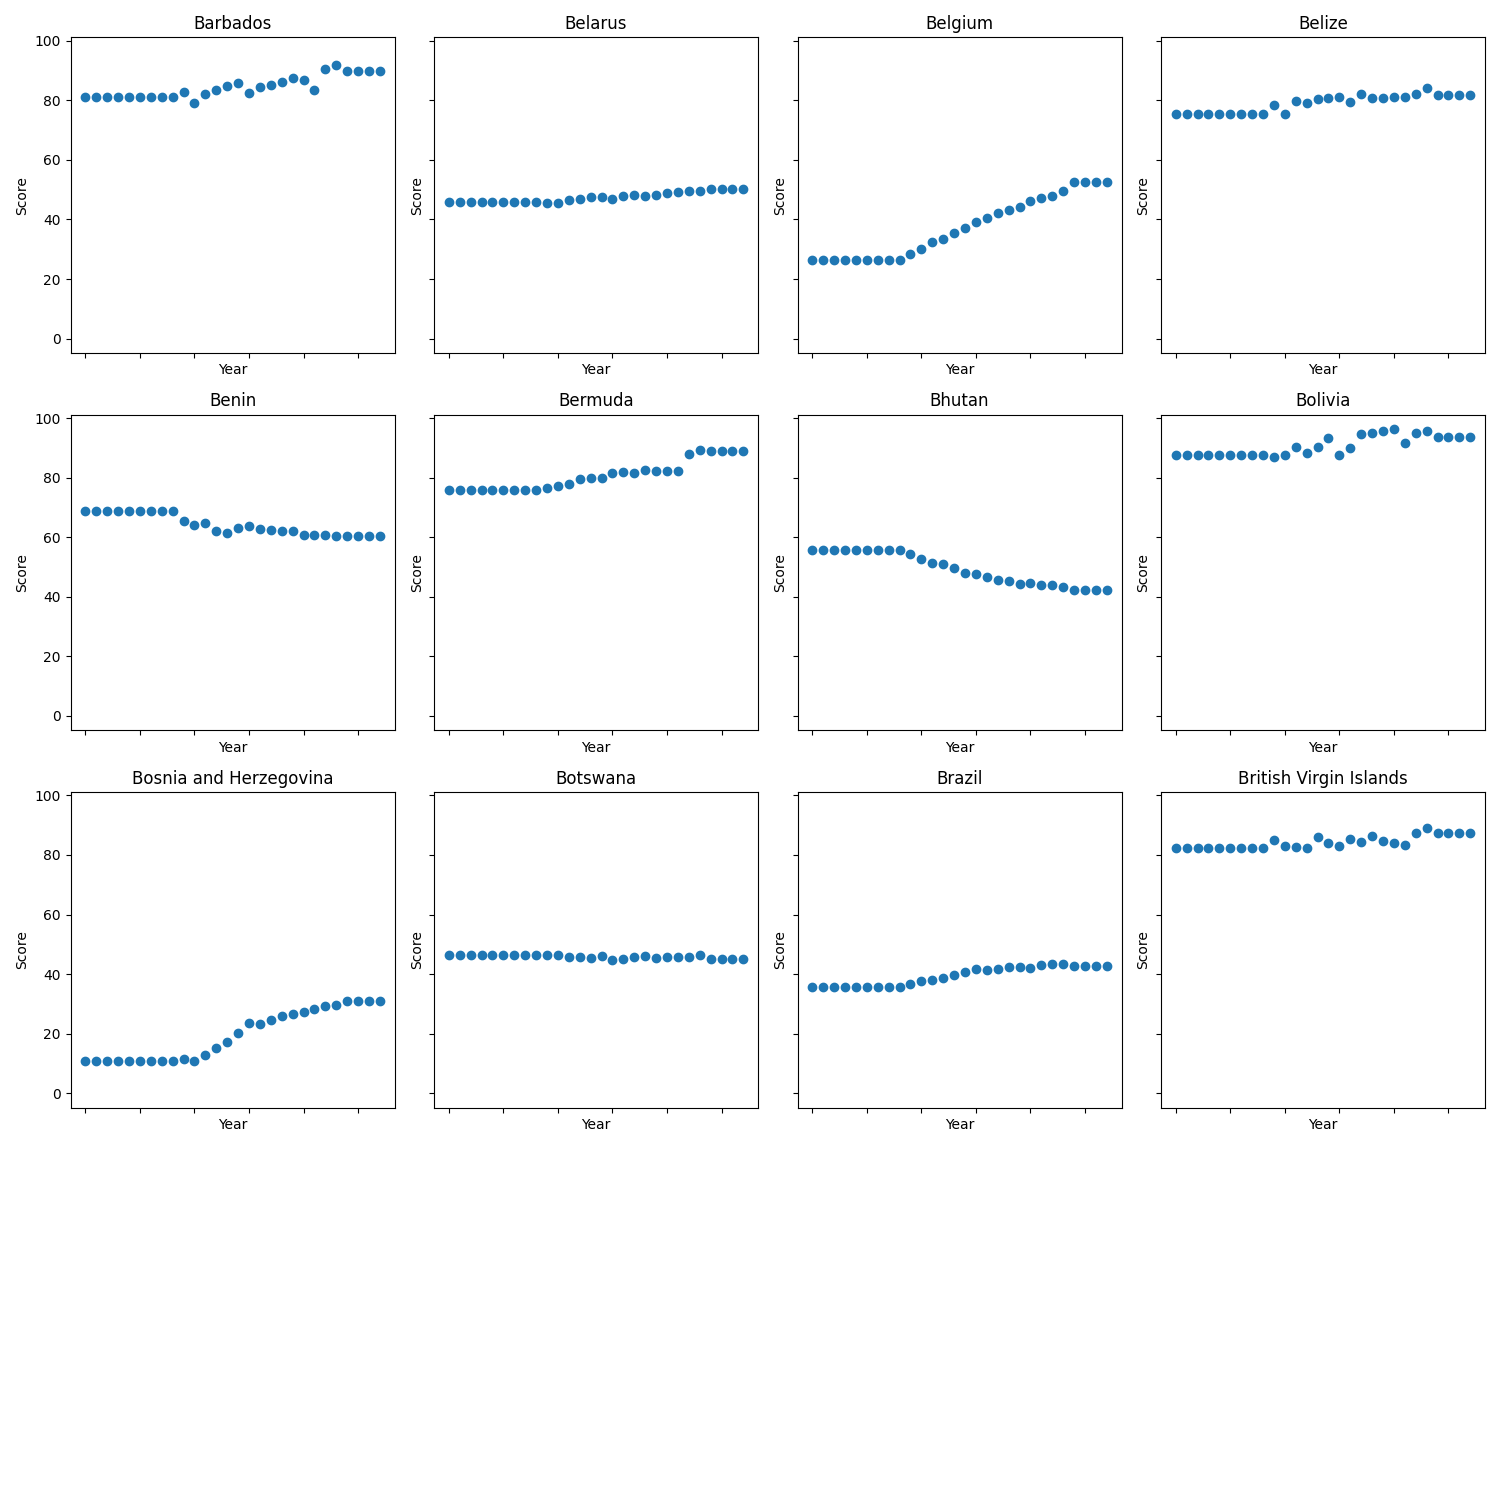 Barbados
Belarus
Belgium
Belize
100
80
60
40
20
0
Score
Score
Score
Score
Year
Year
Year
Year
Benin
Bermuda
Bhutan
Bolivia
100
80
60
40
20
0
Score
Score
Score
Score
Year
Year
Year
Year
Bosnia and Herzegovina
Botswana
Brazil
British Virgin Islands
100
80
60
40
20
0
Score
Score
Score
Score
Year
Year
Year
Year